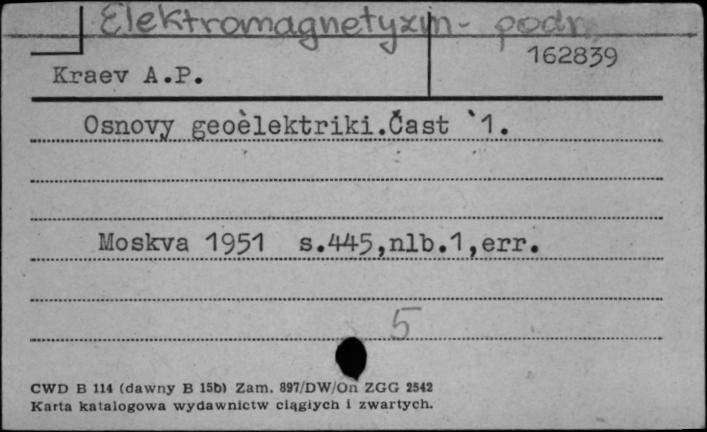 Elektromagnetyzm - podr.
162839
Kraev A.P.
Osnovy geoèlektriki.Čast `1.
Moskva 1951 s.445,nlb.1,err.
5
CWD B 114 (dawny B 15b) Zam. 897/DW/On ZGG 2542
Karta katalogowa wydawnictw ciągłych i zwartych.